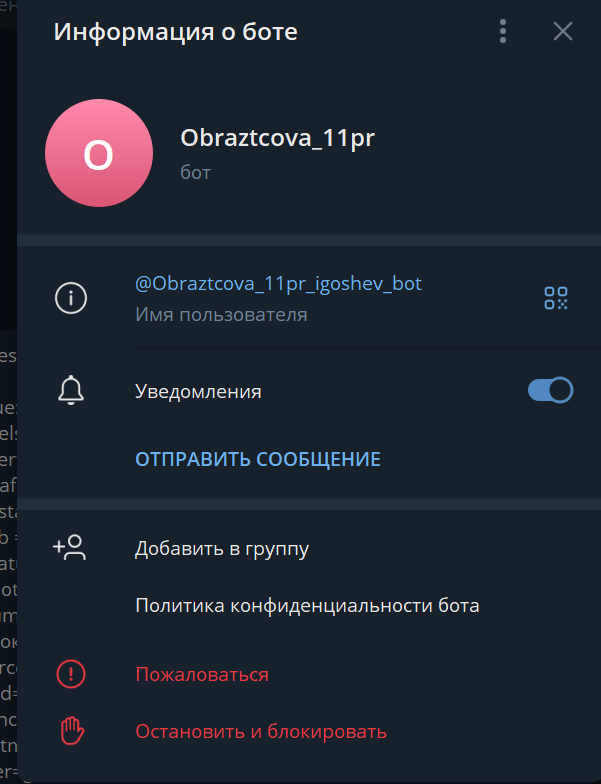 Информация о боте
O
Obraztcova_11pr
бот
@Obraztcova_11pr_igoshev_bot
Имя пользователя
Уведомления
ОТПРАВИТЬ СООБЩЕНИЕ
Добавить в группу
Политика конфиденциальности бота
Пожаловаться
Остановить и блокировать